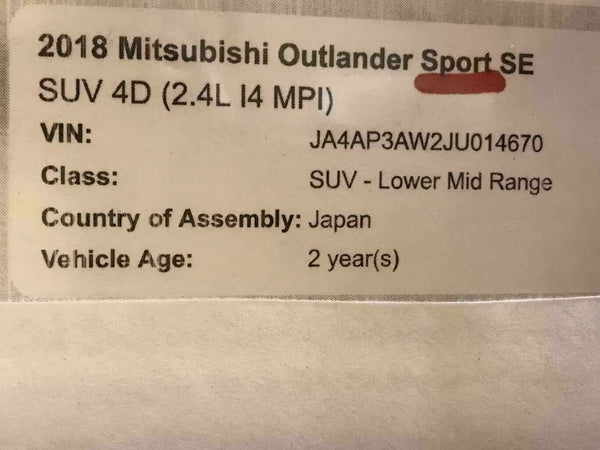 2018 Mitsubishi Outlander Sport SE
SUV 4D (2.4L I4 MPI)
VIN: JA4AP3AW2JU014670
Class: SUV - Lower Mid Range
Country of Assembly: Japan
Vehicle Age: 2 year(s)